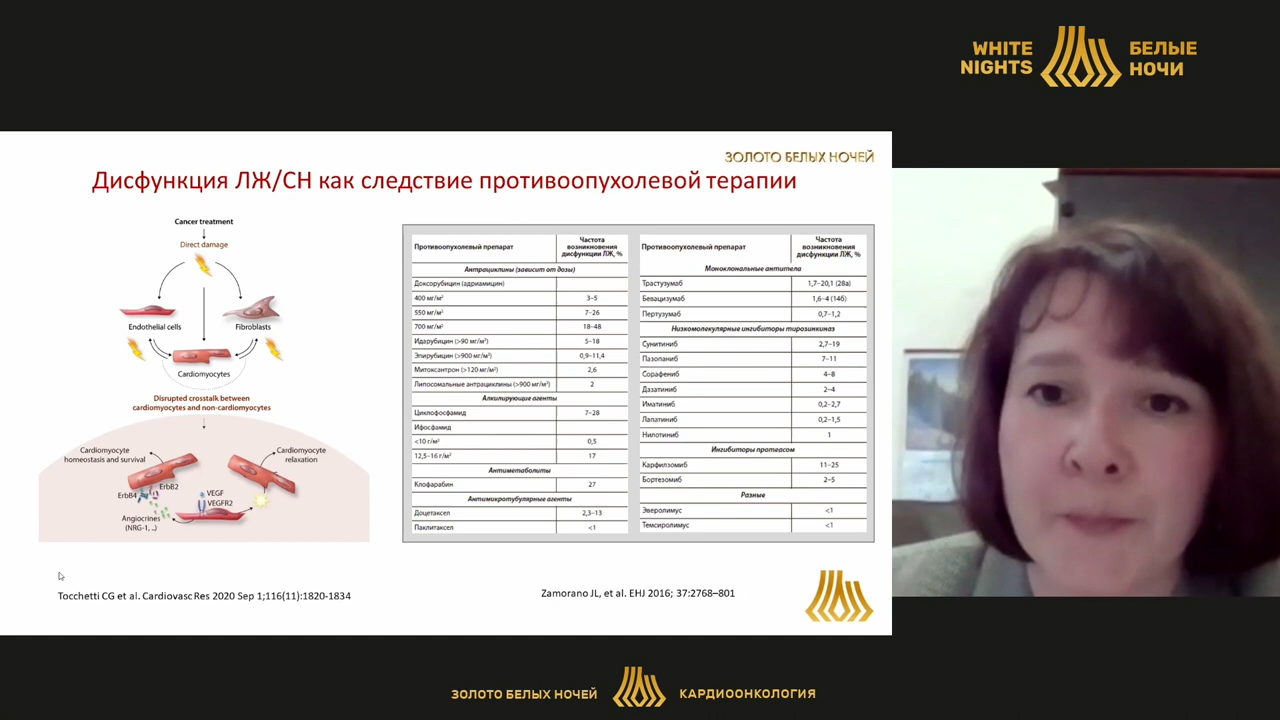 WHITE
NIGHTS
БЕЛЫЕ
НОЧИ
ЗОЛОТО БЕЛЫХ НОЧЕЙ
Дисфункция ЛЖ/СН как следствие противоопухолевой терапии
Cancer treatment
Direct damage
Endothelial cells
Fibroblasts
Cardiomyocytes
Disrupted crosstalk between
cardiomyocytes and non-cardiomyocytes
Cardiomyocyte
homeostasis and survival
Cardiomyocyte
relaxation
ErbB2
ErbB4
VEGF
VEGFR2
Angiocrines
(NRG-1, ..)
Tocchetti CG et al. Cardiovasc Res 2020 Sep 1;116(11):1820-1834
Противоопухолевый препарат
Частота
возникновения
дисфункции ЛЖ, %
Антрациклины (зависит от дозы)
Доксорубицин (адриамицин)
400 мг/м² 3–5
550 мг/м² 7–26
700 мг/м² 18–48
Идарубицин (>90 мг/м²) 5–18
Эпирубицин (>900 мг/м²) 0,9–11,4
Митоксантрон (>120 мг/м²) 2,6
Липосомальные антрациклины (>900 мг/м²) 2
Алкилирующие агенты
Циклофосфамид 7–28
Ифосфамид
<10 г/м² 0,5
12,5–16 г/м² 17
Антиметаболиты
Клофарабин 27
Антимикротубулярные агенты
Доцетаксел 2,3–13
Паклитаксел <1
Противоопухолевый препарат
Частота
возникновения
дисфункции ЛЖ, %
Моноклональные антитела
Трастузумаб 1,7–20,1 (28a)
Бевацизумаб 1,6–4 (14б)
Пертузумаб 0,7–1,2
Низкомолекулярные ингибиторы тирозинкиназ
Сунитиниб 2,7–19
Пазопаниб 7–11
Сорафениб 4–8
Дазатиниб 2–4
Иматиниб 0,2–2,7
Лапатиниб 0,2–1,5
Нилотиниб 1
Ингибиторы протеасом
Карфилзомиб 11–25
Бортезомиб 2–5
Разные
Эверолимус <1
Темсиролимус <1
Zamorano JL, et al. EHJ 2016; 37:2768–801
ЗОЛОТО БЕЛЫХ НОЧЕЙ
КАРДИООНКОЛОГИЯ